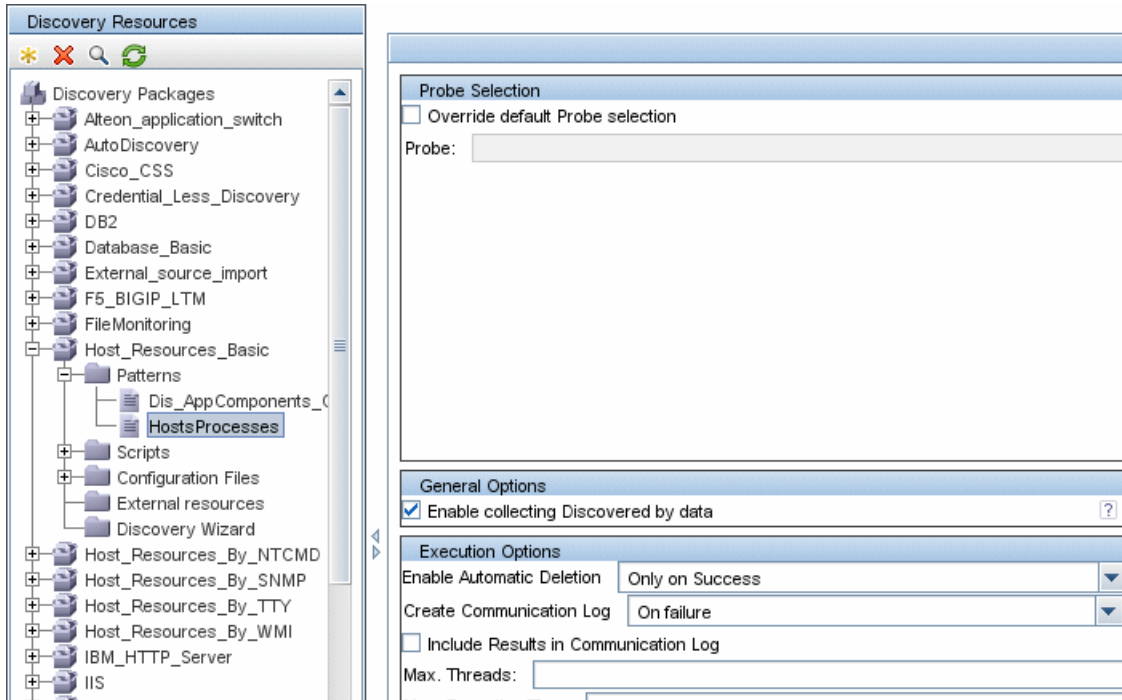 Discovery Resources
Discovery Packages
Alteon_application_switch
AutoDiscovery
Cisco_CSS
Credential_Less_Discovery
DB2
Database_Basic
External_source_import
F5_BIGIP_LTM
FileMonitoring
Host_Resources_Basic
Patterns
Dis_AppComponents_
HostsProcesses
Scripts
Configuration Files
External resources
Discovery Wizard
Host_Resources_By_NTCMD
Host_Resources_By_SNMP
Host_Resources_By_TTY
Host_Resources_By_WMI
IBM_HTTP_Server
IIS
Probe Selection
Override default Probe selection
Probe:
General Options
Enable collecting Discovered by data
?
Execution Options
Enable Automatic Deletion Only on Success
Create Communication Log On failure
Include Results in Communication Log
Max. Threads: